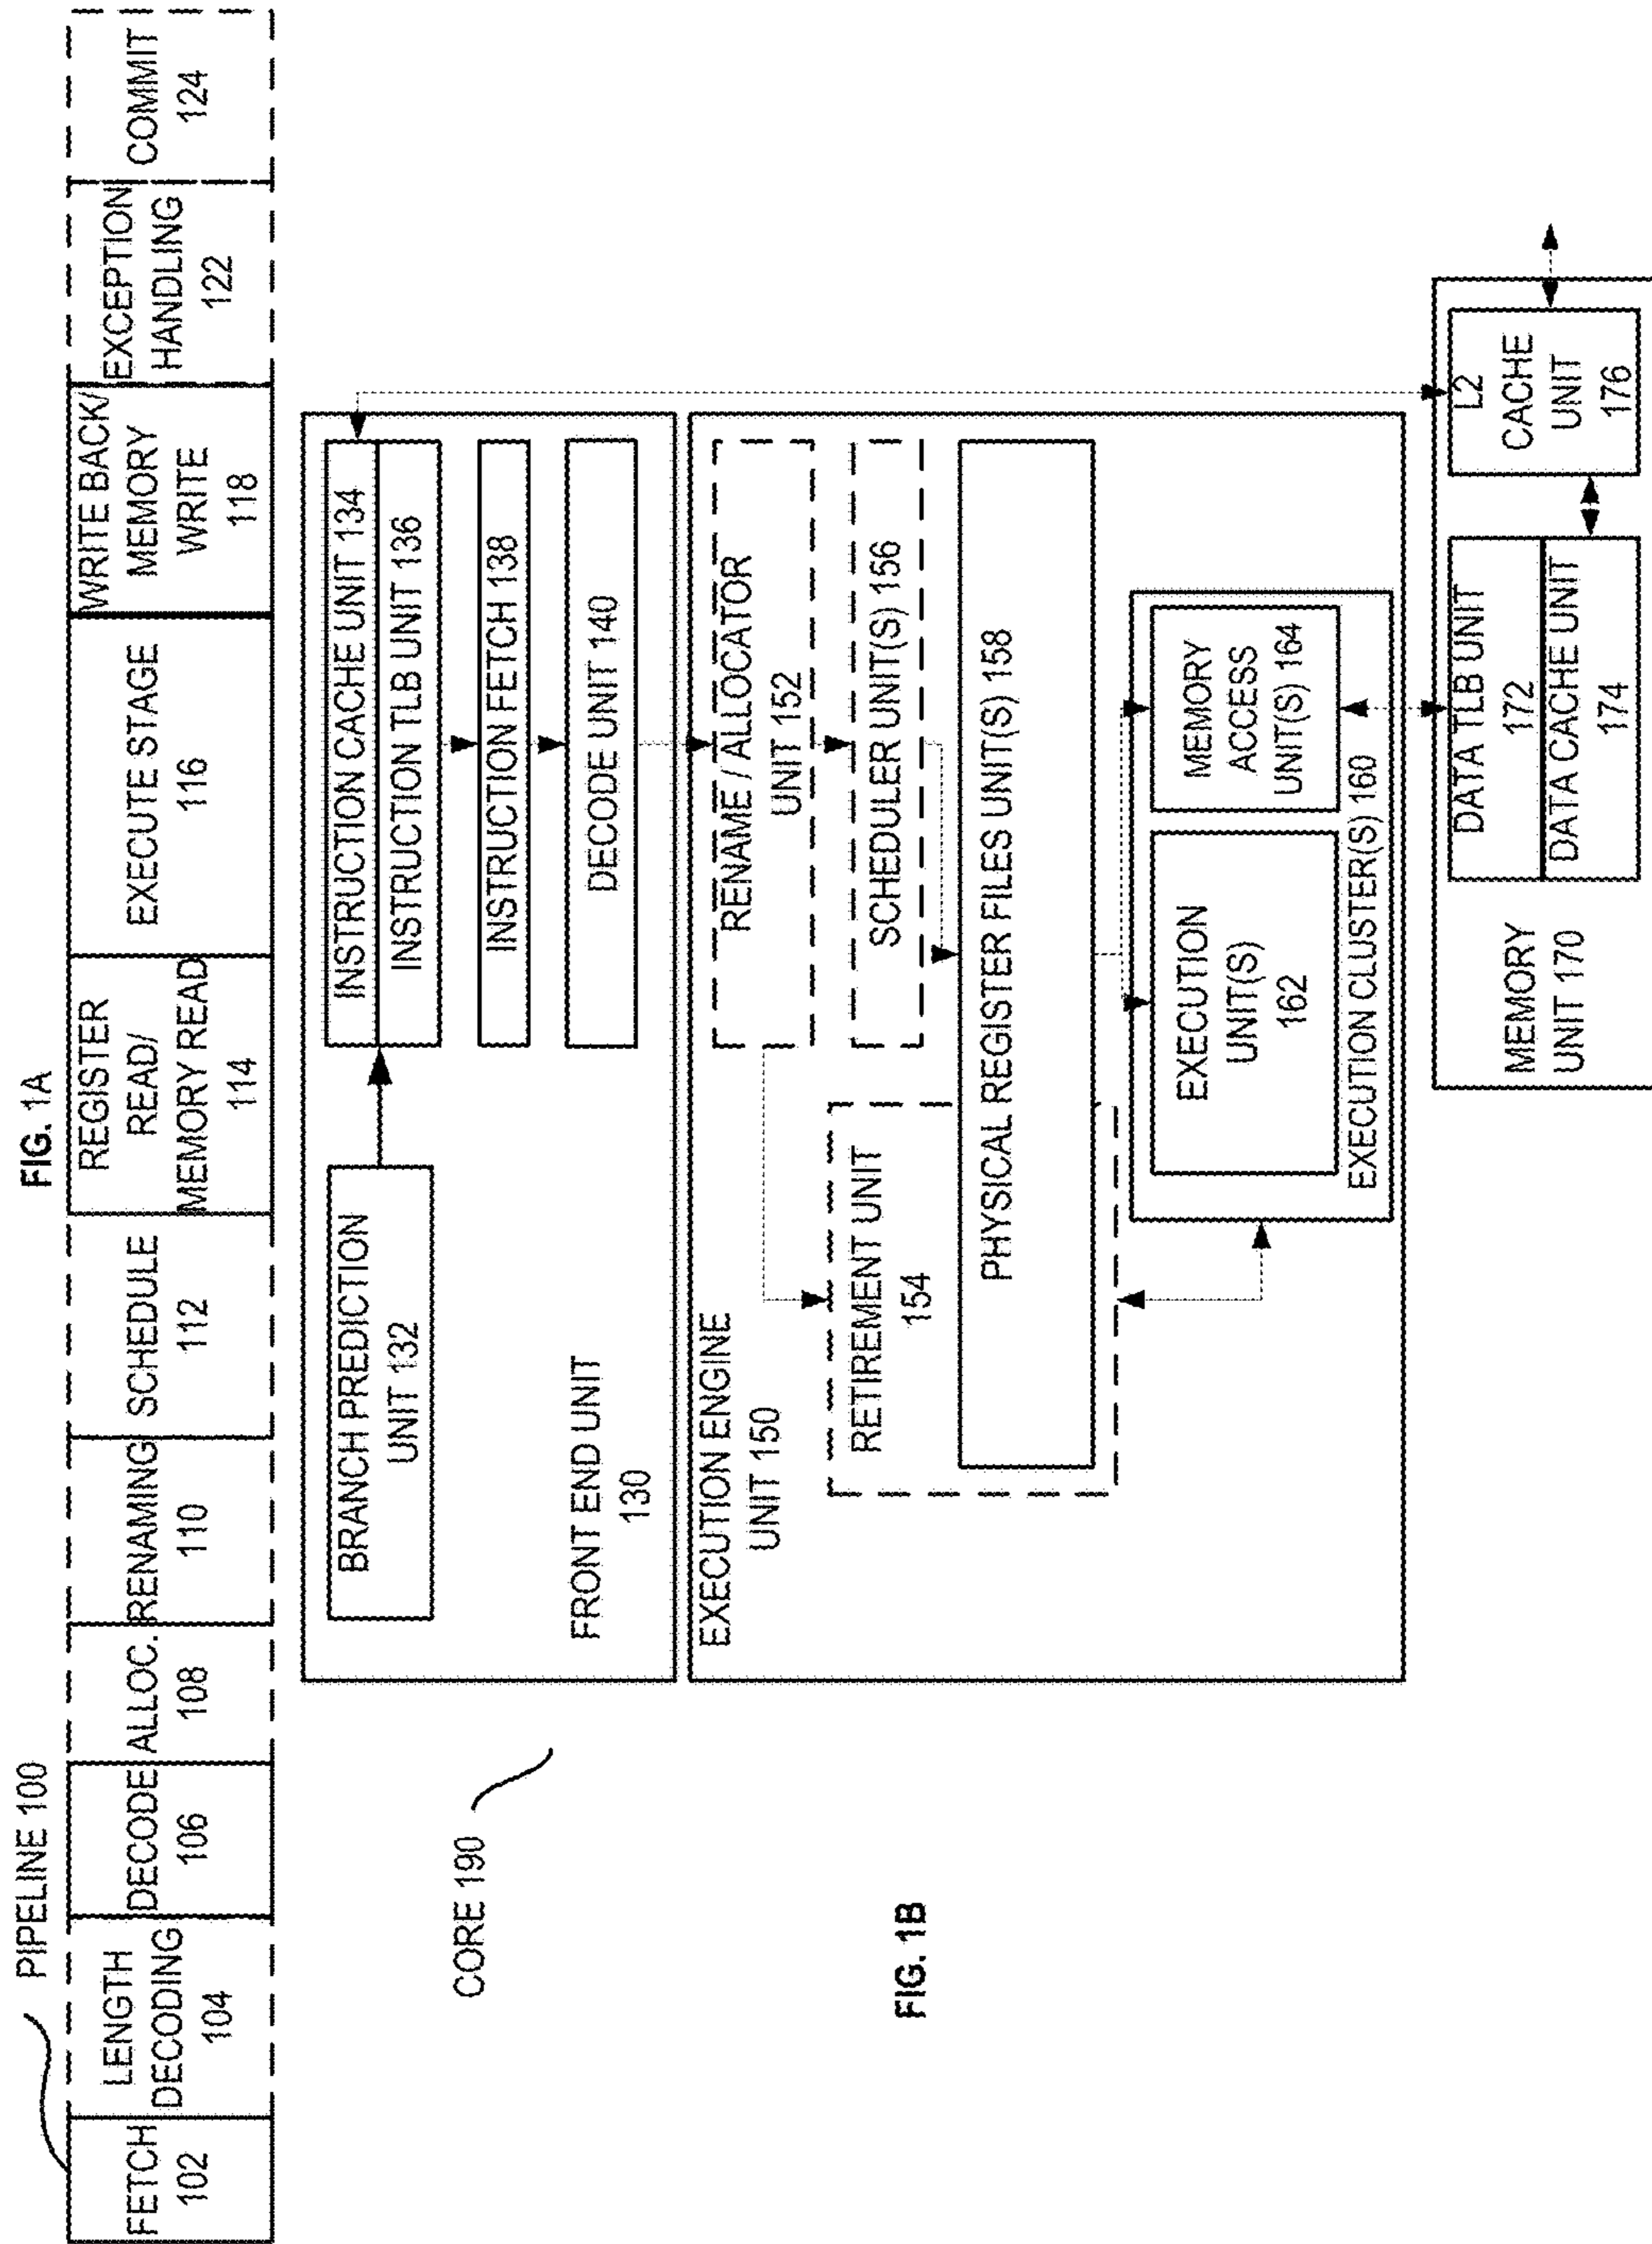 FIG. 1A
PIPELINE 100
FETCH
102
LENGTH
DECODING
104
DECODE
106
ALLOC.
108
RENAMING
110
SCHEDULE
112
REGISTER
READ/
MEMORY READ
114
EXECUTE STAGE
116
WRITE BACK/
MEMORY
WRITE
118
EXCEPTION
HANDLING
122
COMMIT
124
CORE 190
BRANCH PREDICTION
UNIT 132
INSTRUCTION CACHE UNIT 134
INSTRUCTION TLB UNIT 136
INSTRUCTION FETCH 138
DECODE UNIT 140
FRONT END UNIT
130
EXECUTION ENGINE
UNIT 150
RENAME / ALLOCATOR
UNIT 152
RETIREMENT UNIT
154
SCHEDULER UNIT(S) 156
PHYSICAL REGISTER FILES UNIT(S) 158
EXECUTION
UNIT(S)
162
MEMORY
ACCESS
UNIT(S) 164
EXECUTION CLUSTER(S) 160
MEMORY
UNIT 170
DATA TLB UNIT
172
DATA CACHE UNIT
174
L2
CACHE
UNIT
176
FIG. 1B